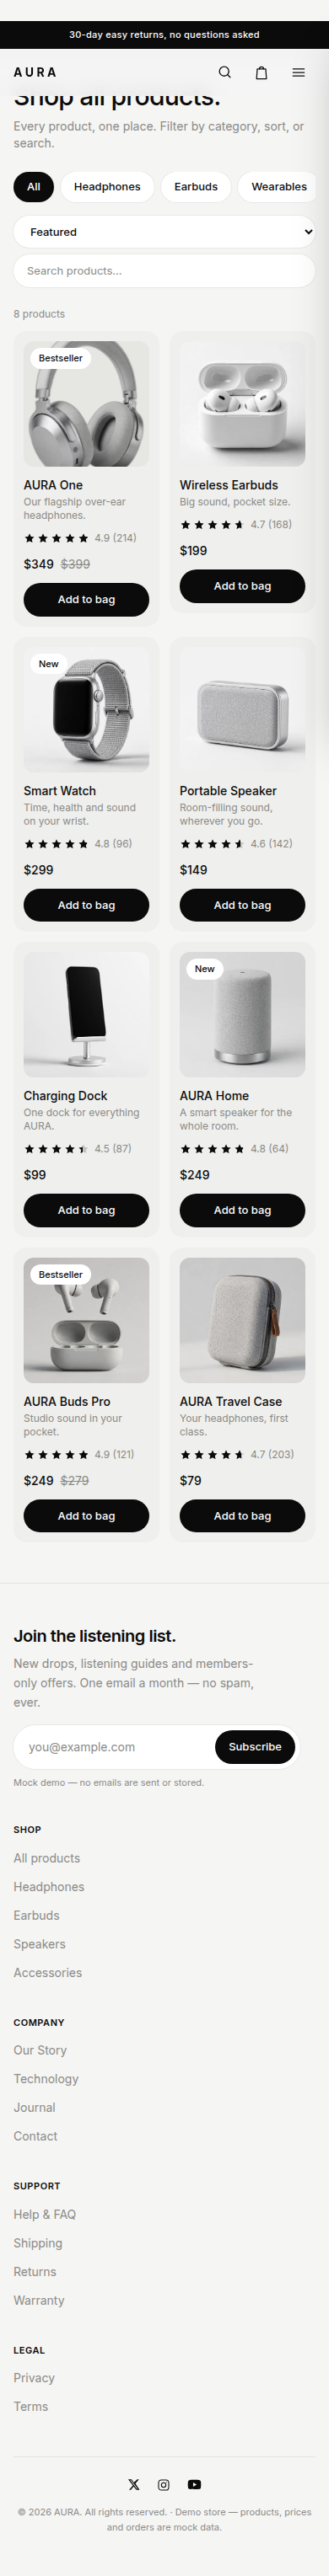 30-day easy returns, no questions asked
AURA
Shop all products.
Every product, one place. Filter by category, sort, or
search.
All
Headphones
Earbuds
Wearables
Featured
Search products...
8 products
Bestseller
AURA One
Our flagship over-ear
headphones.
4.9 (214)
$349 $399
Add to bag
Wireless Earbuds
Big sound, pocket size.
4.7 (168)
$199
Add to bag
New
Smart Watch
Time, health and sound
on your wrist.
4.8 (96)
$299
Add to bag
Portable Speaker
Room-filling sound,
wherever you go.
4.6 (142)
$149
Add to bag
Charging Dock
One dock for everything
AURA.
4.5 (87)
$99
Add to bag
New
AURA Home
A smart speaker for the
whole room.
4.8 (64)
$249
Add to bag
Bestseller
AURA Buds Pro
Studio sound in your
pocket.
4.9 (121)
$249 $279
Add to bag
AURA Travel Case
Your headphones, first
class.
4.7 (203)
$79
Add to bag
Join the listening list.
New drops, listening guides and members-
only offers. One email a month — no spam,
ever.
you@example.com
Subscribe
Mock demo — no emails are sent or stored.
SHOP
All products
Headphones
Earbuds
Speakers
Accessories
COMPANY
Our Story
Technology
Journal
Contact
SUPPORT
Help & FAQ
Shipping
Returns
Warranty
LEGAL
Privacy
Terms
© 2026 AURA. All rights reserved. · Demo store — products, prices
and orders are mock data.